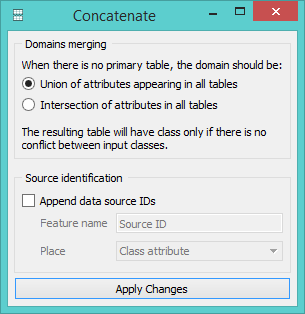 Concatenate
Domains merging
When there is no primary table, the domain should be:
Union of attributes appearing in all tables
Intersection of attributes in all tables
The resulting table will have class only if there is no
conflict between input classes.
Source identification
Append data source IDs
Feature name
Source ID
Place
Class attribute
Apply Changes